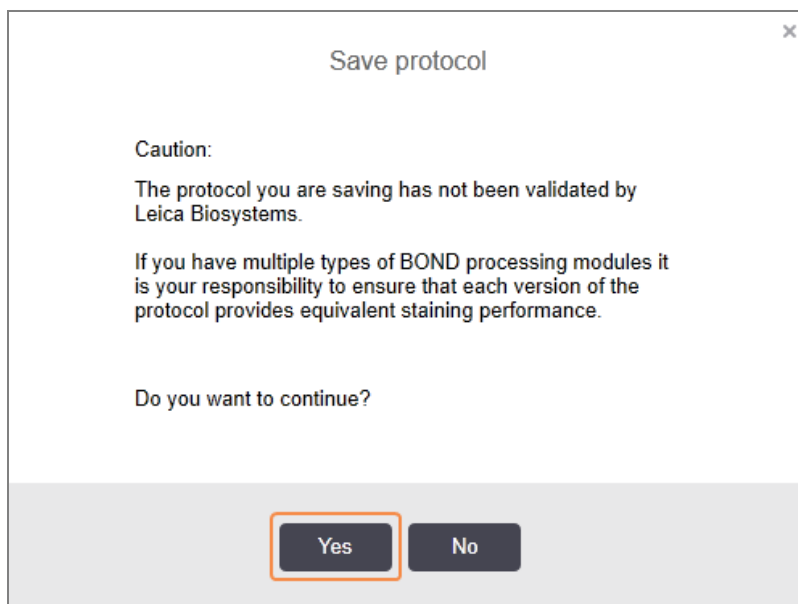 Save protocol
Caution:
The protocol you are saving has not been validated by
Leica Biosystems.
If you have multiple types of BOND processing modules it
is your responsibility to ensure that each version of the
protocol provides equivalent staining performance.
Do you want to continue?
Yes No